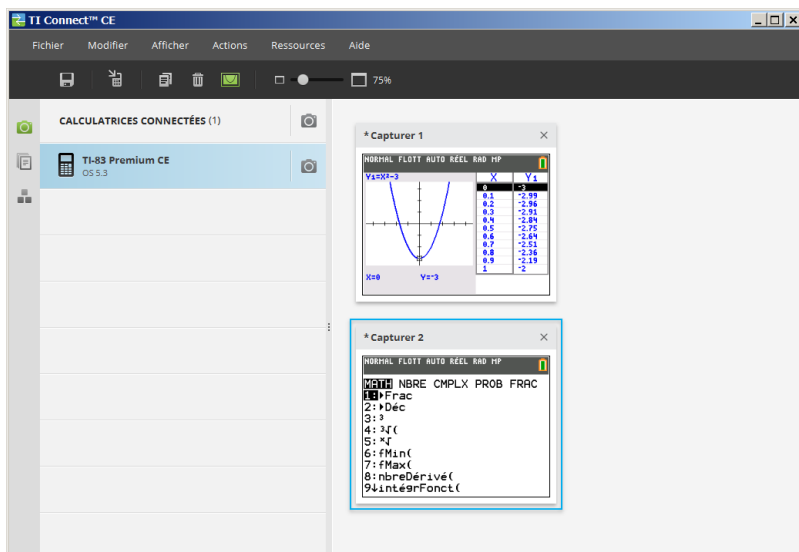 TI Connect™ CE
Fichier Modifier Afficher Actions Ressources Aide
75%
CALCULATRICES CONNECTÉES (1)
TI-83 Premium CE
OS 5.3
*Capturer 1
NORMAL FLOTT AUTO RÉEL RAD MP
Y1=X²-3
X Y1
0 -3
0.1 -2.99
0.2 -2.96
0.3 -2.91
0.4 -2.84
0.5 -2.75
0.6 -2.64
0.7 -2.51
0.8 -2.36
0.9 -2.19
1 -2
X=0 Y=-3
*Capturer 2
NORMAL FLOTT AUTO RÉEL RAD MP
MATH NBRE CMPLX PROB FRAC
1:▸Frac
2:▸Déc
3:³
4:³√(
5:ˣ√
6:fMin(
7:fMax(
8:nbreDérivé(
9↓intégrFonct(